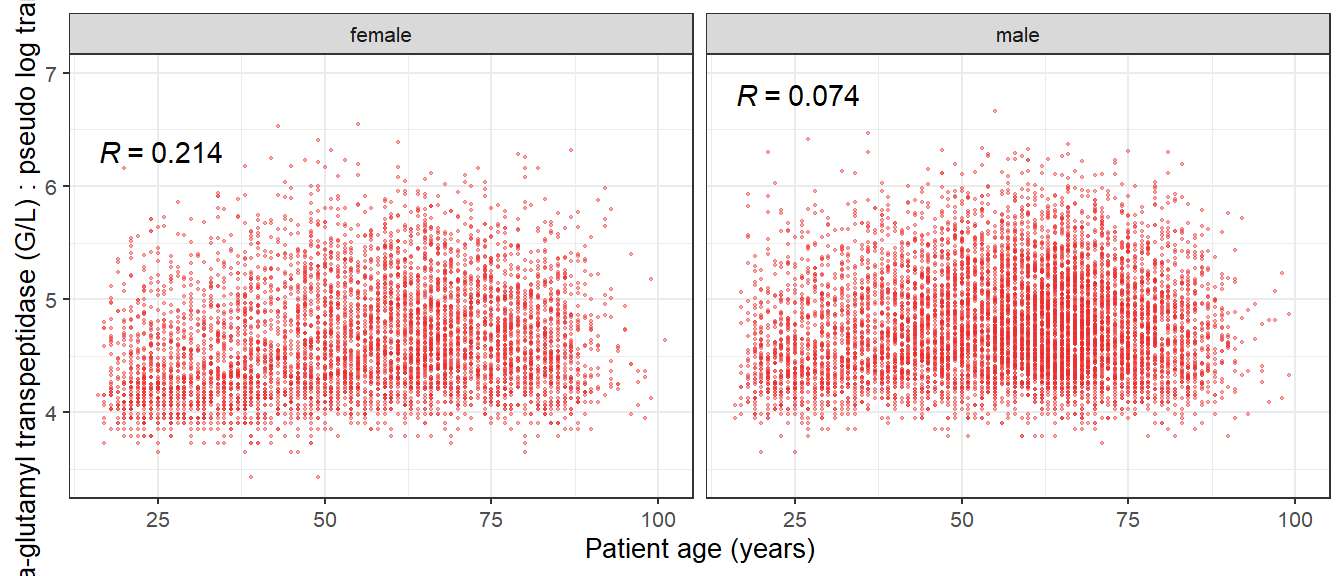 female
male
a-glutamyl transpeptidase (G/L) : pseudo log tra
7
6
5
4
R = 0.214
R = 0.074
25
50
75
100
25
50
75
100
Patient age (years)